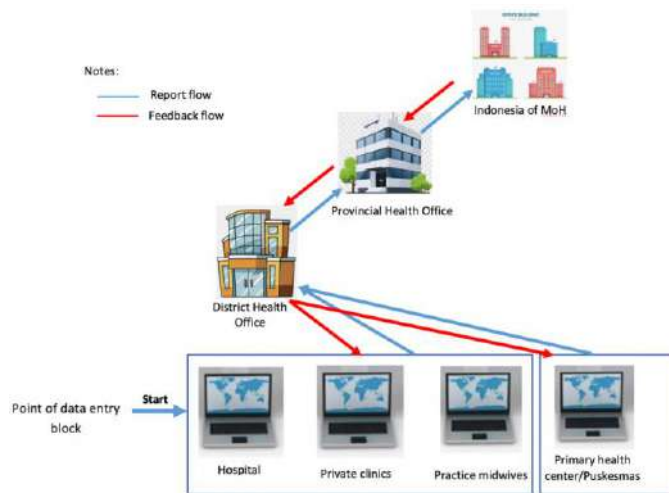 Notes:
Report flow
Feedback flow
Indonesia of MoH
Provincial Health Office
District Health
Office
Point of data entry
block
Start
Hospital
Private clinics
Practice midwives
Primary health
center/Puskesmas